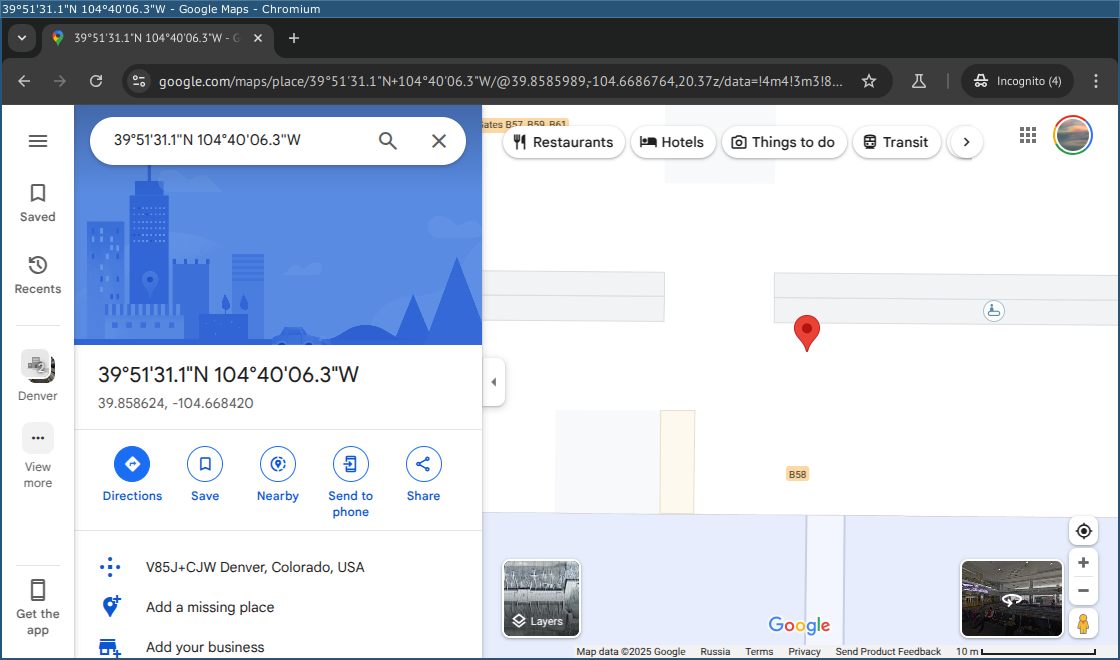 39°51'31.1"N 104°40'06.3"W - Google Maps - Chromium
39°51'31.1"N 104°40'06.3"W - G
google.com/maps/place/39°51'31.1"N+104°40'06.3"W/@39.8585989,-104.6686764,20.37z/data=!4m4!3m3!8...
Incognito (4)
39°51'31.1"N 104°40'06.3"W
Gates B57, B59, B61
Restaurants
Hotels
Things to do
Transit
Saved
Recents
Denver
View
more
Get the
app
39°51'31.1"N 104°40'06.3"W
39.858624, -104.668420
Directions
Save
Nearby
Send to
phone
Share
V85J+CJW Denver, Colorado, USA
Add a missing place
Add your business
B58
Layers
Google
Map data ©2025 Google Russia Terms Privacy Send Product Feedback 10 m